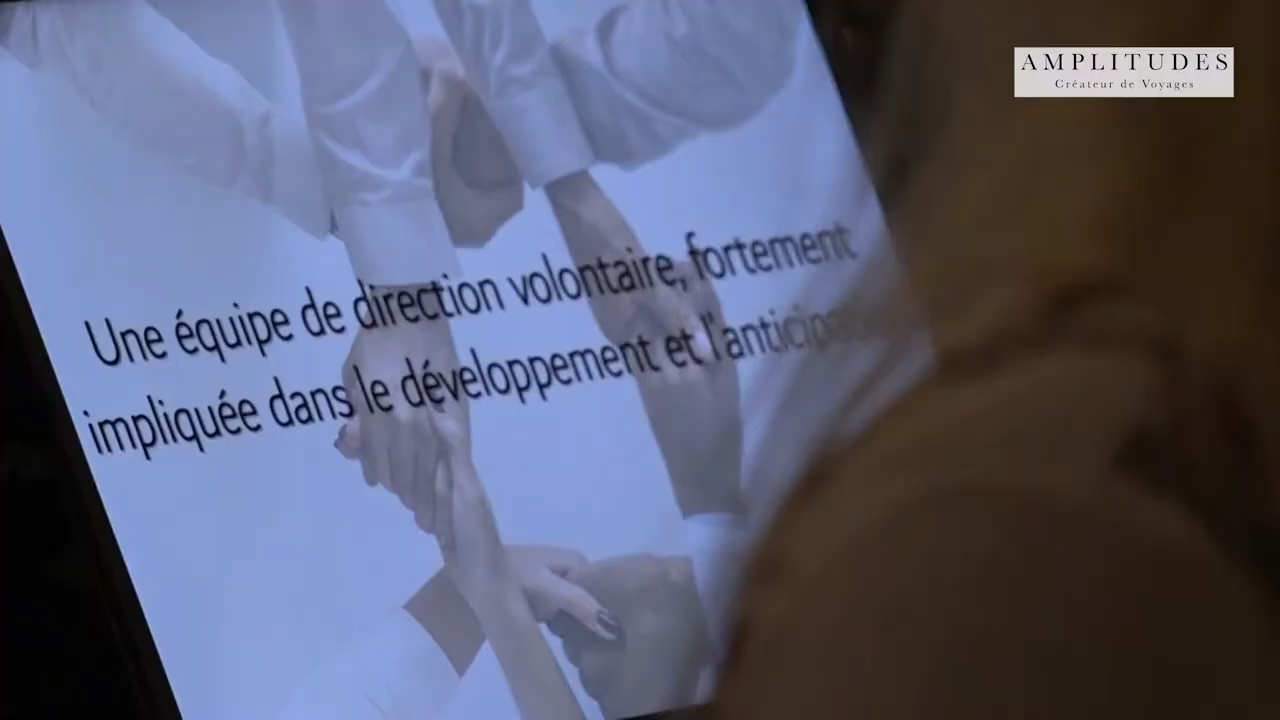 AMPLITUDES
Créateur de Voyages
Une équipe de direction volontaire, fortement
impliquée dans le développement et